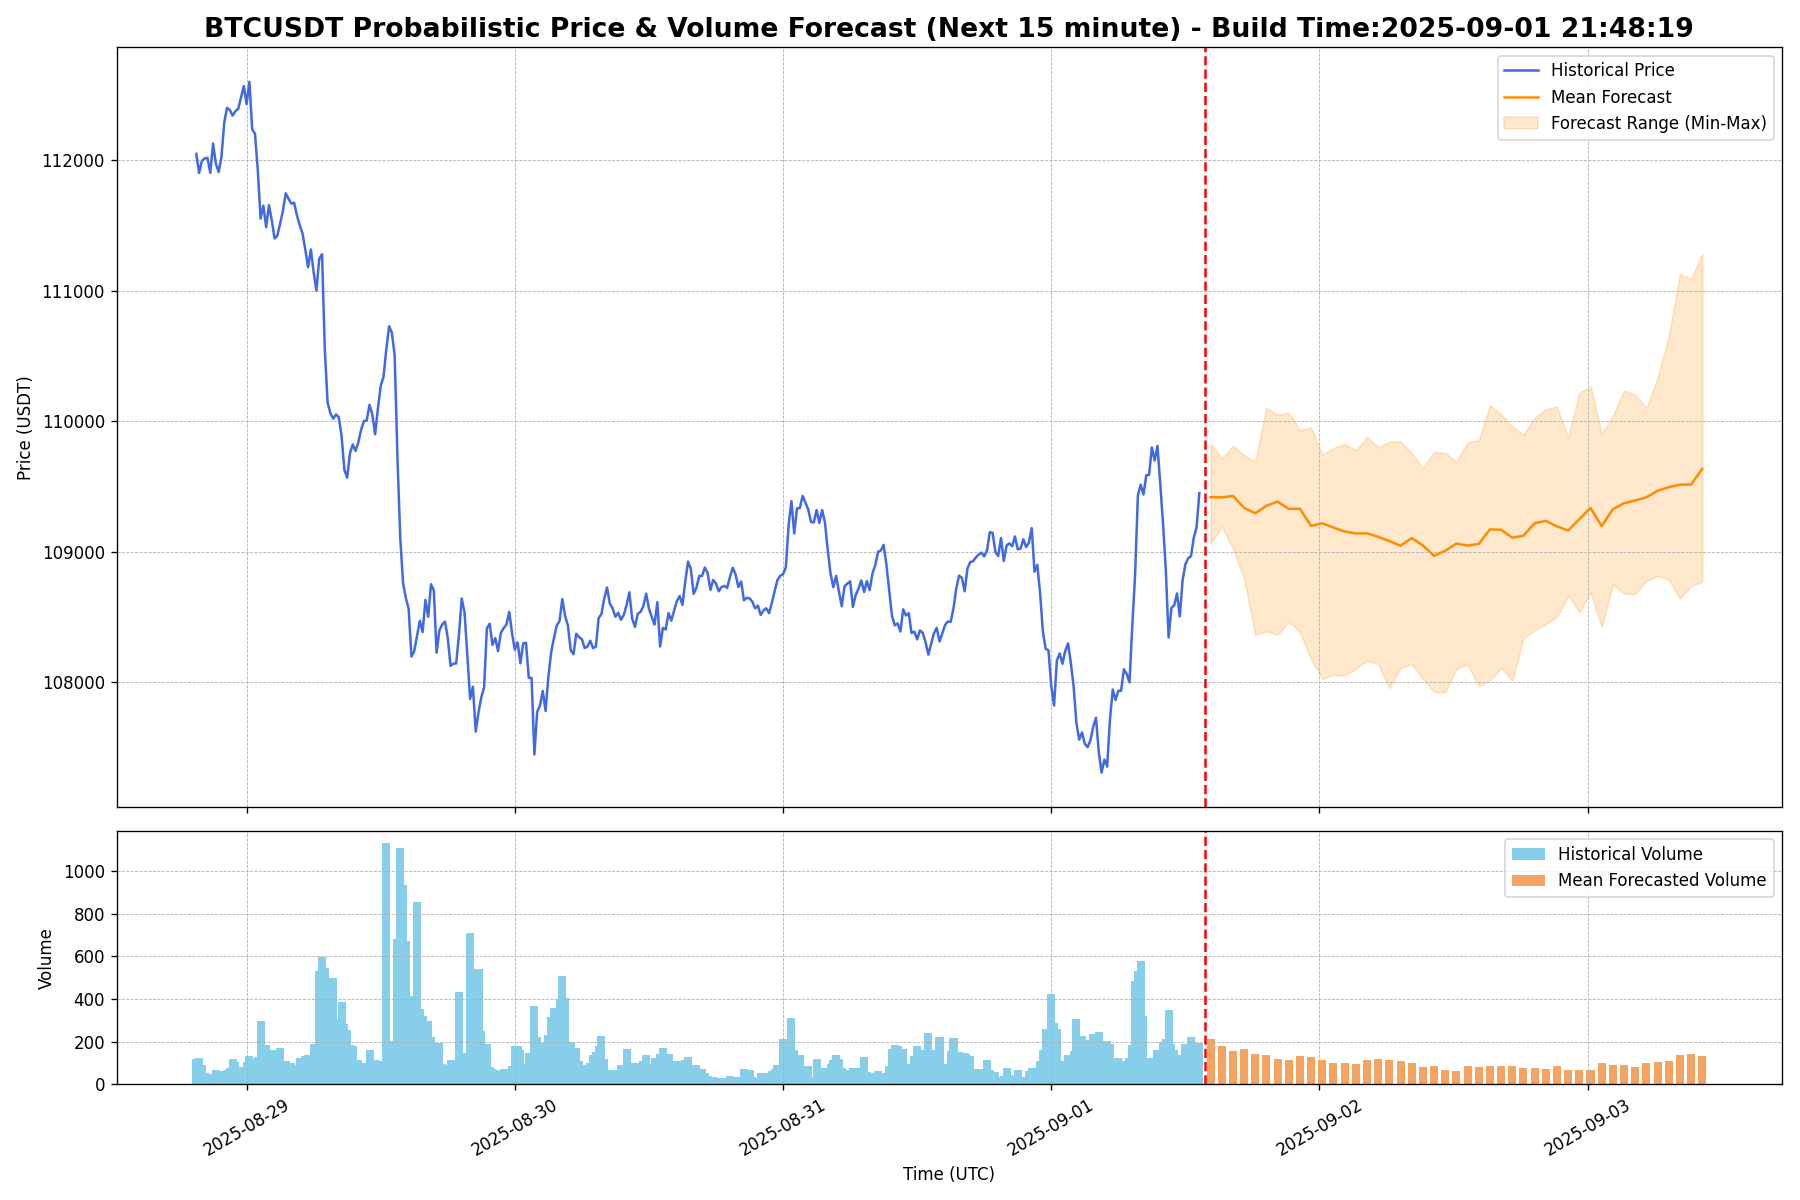 BTCUSDT Probabilistic Price & Volume Forecast (Next 15 minute) - Build Time:2025-09-01 21:48:19
Historical Price
Mean Forecast
Forecast Range (Min-Max)
Price (USDT)
112000
111000
110000
109000
108000
Historical Volume
Mean Forecasted Volume
Volume
1000
800
600
400
200
0
2025-08-29
2025-08-30
2025-08-31
2025-09-01
2025-09-02
2025-09-03
Time (UTC)